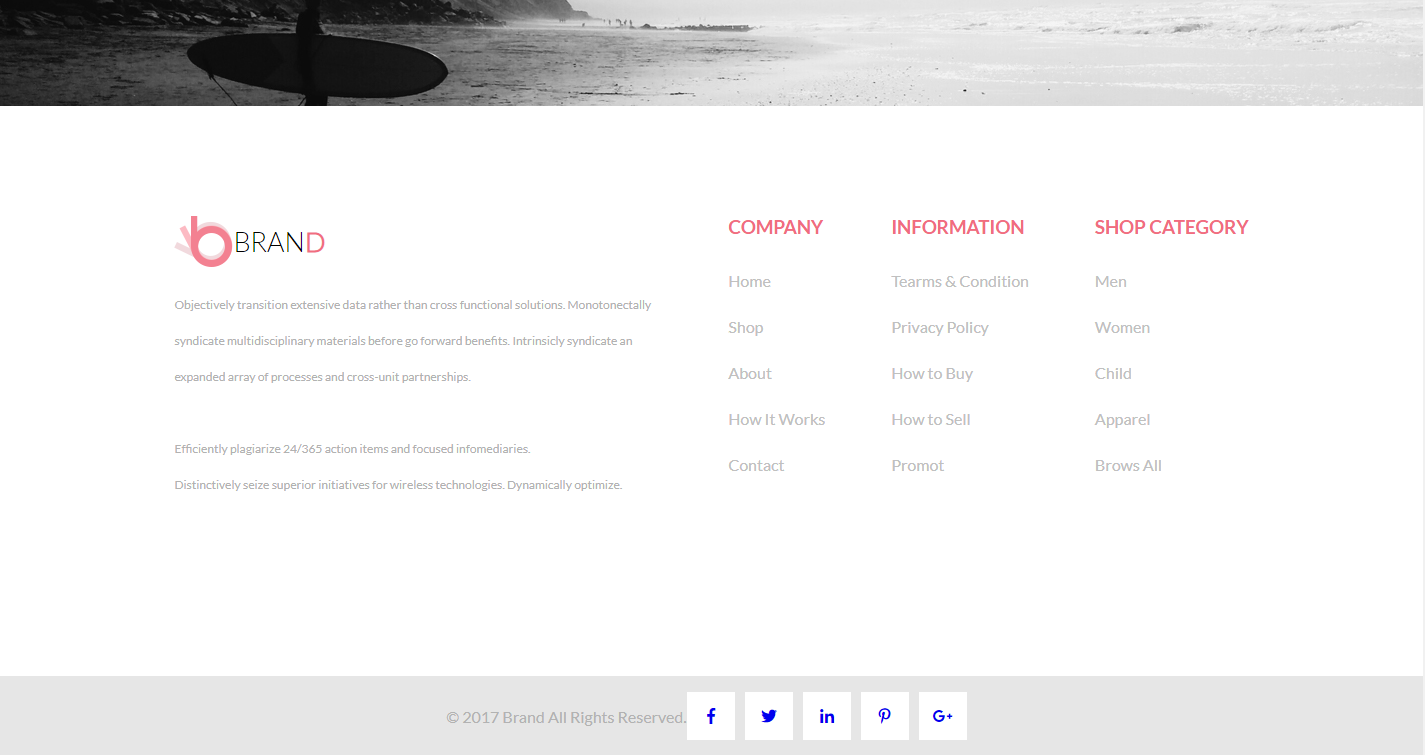 BRAND
Objectively transition extensive data rather than cross functional solutions. Monotonectally
syndicate multidisciplinary materials before go forward benefits. Intrinsicly syndicate an
expanded array of processes and cross-unit partnerships.
Efficiently plagiarize 24/365 action items and focused infomediaries.
Distinctively seize superior initiatives for wireless technologies. Dynamically optimize.
COMPANY
Home
Shop
About
How It Works
Contact
INFORMATION
Tearms & Condition
Privacy Policy
How to Buy
How to Sell
Promot
SHOP CATEGORY
Men
Women
Child
Apparel
Brows All
© 2017 Brand All Rights Reserved.